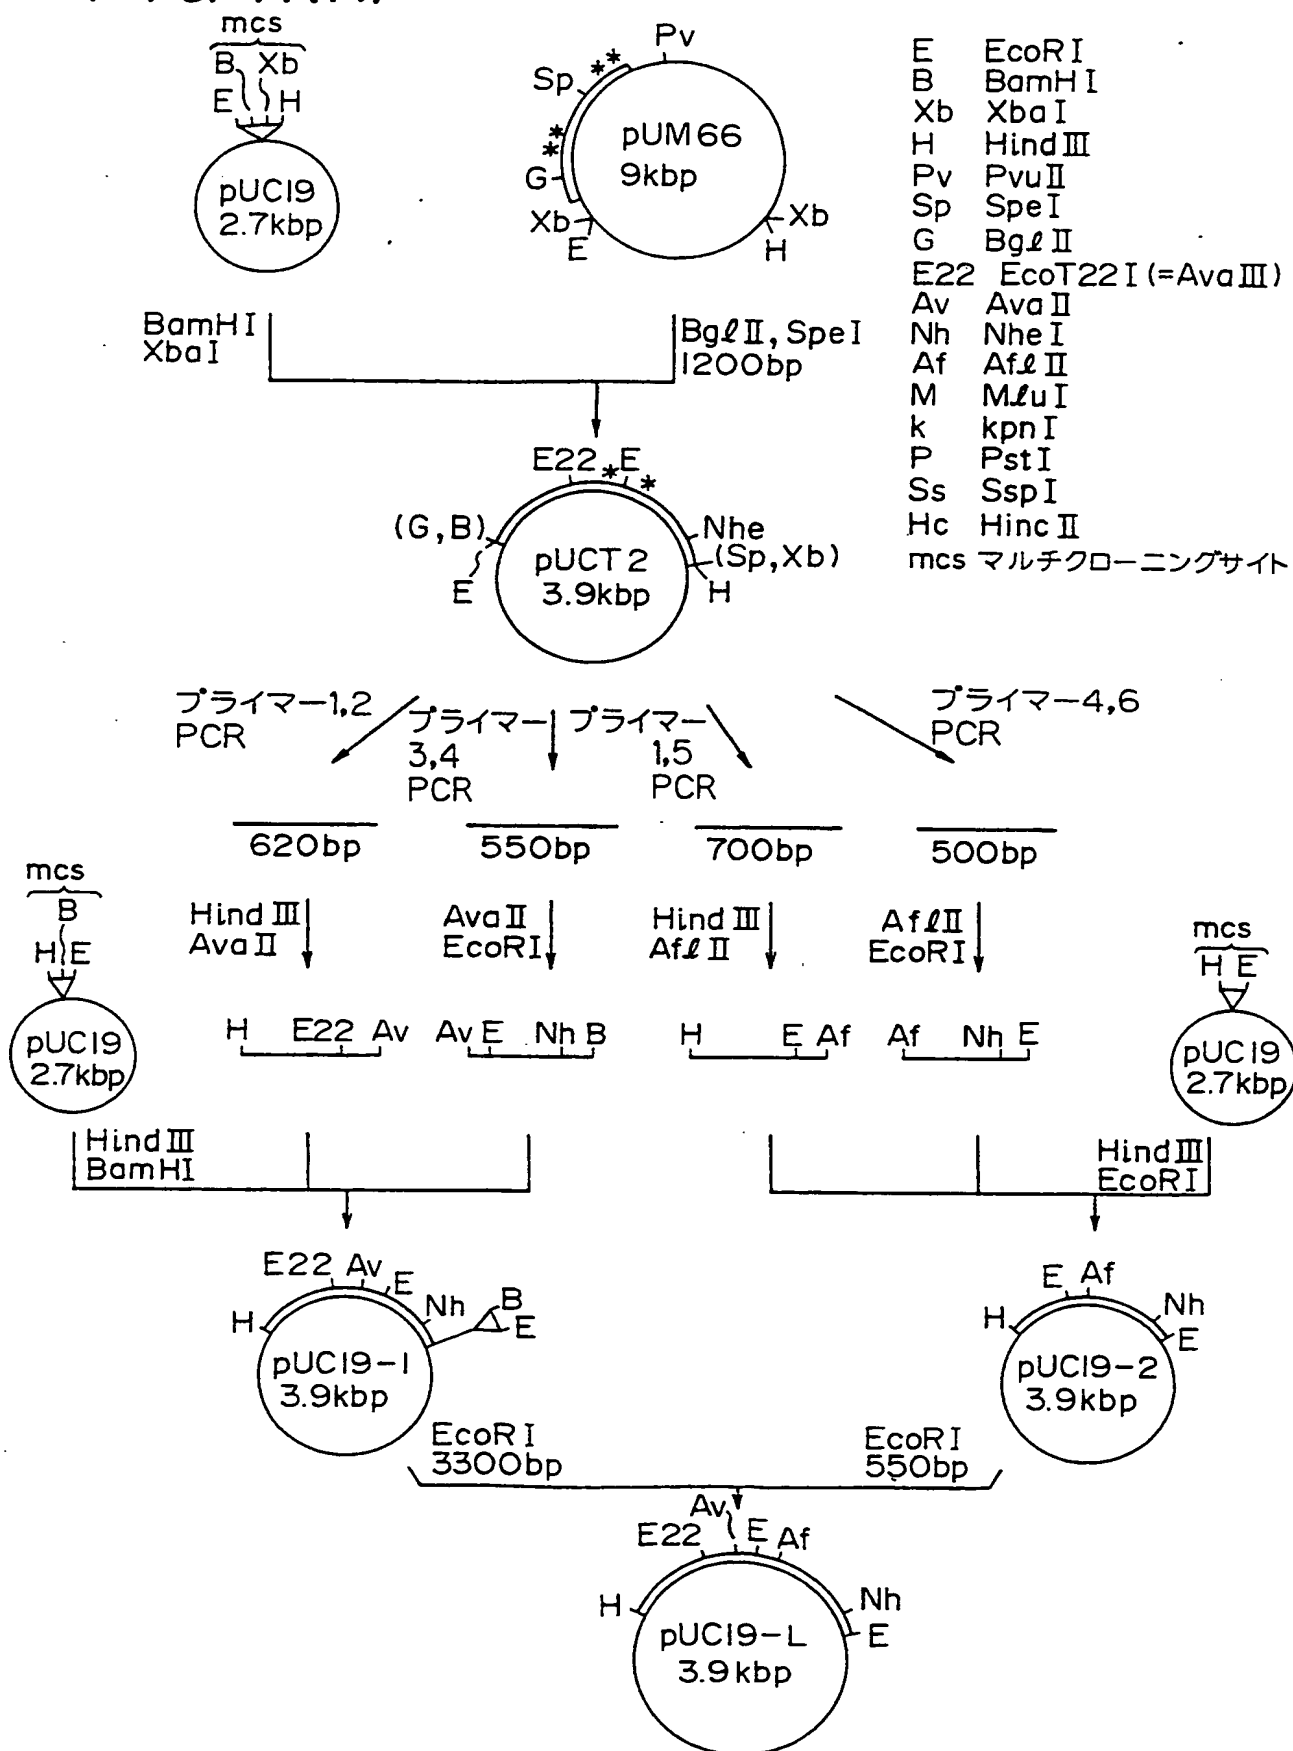 mcs
B Xb
E H
pUC19
2.7kbp
Pv
**
Sp
**
G
Xb
E
pUM66
9kbp
Xb
H
E EcoRI
B BamHI
Xb XbaI
H HindIII
Pv PvuII
Sp SpeI
G BglII
E22 EcoT22I(=AvaIII)
Av AvaII
Nh NheI
Af AflII
M MluI
k kpnI
P PstI
Ss SspI
Hc HincII
mcs マルチクローニングサイト
BamHI
XbaI
BglII, SpeI
1200bp
E22 * E *
(G,B)
E
Nhe
(Sp,Xb)
H
pUCT2
3.9kbp
プライマー1,2
PCR
プライマー
3,4
PCR
プライマー
1,5
PCR
プライマー4,6
PCR
620bp
550bp
700bp
500bp
mcs
B
H E
pUC19
2.7kbp
HindIII
AvaII
AvaII
EcoRI
HindIII
AflII
AflII
EcoRI
mcs
H E
pUC19
2.7kbp
H E22 Av
Av E Nh B
H E Af
Af Nh E
HindIII
BamHI
HindIII
EcoRI
E22 Av E
H
Nh B
E
pUC19-1
3.9kbp
E Af
H
Nh
E
pUC19-2
3.9kbp
EcoRI
3300bp
EcoRI
550bp
Av
E22 E Af
H
Nh
E
pUC19-L
3.9kbp